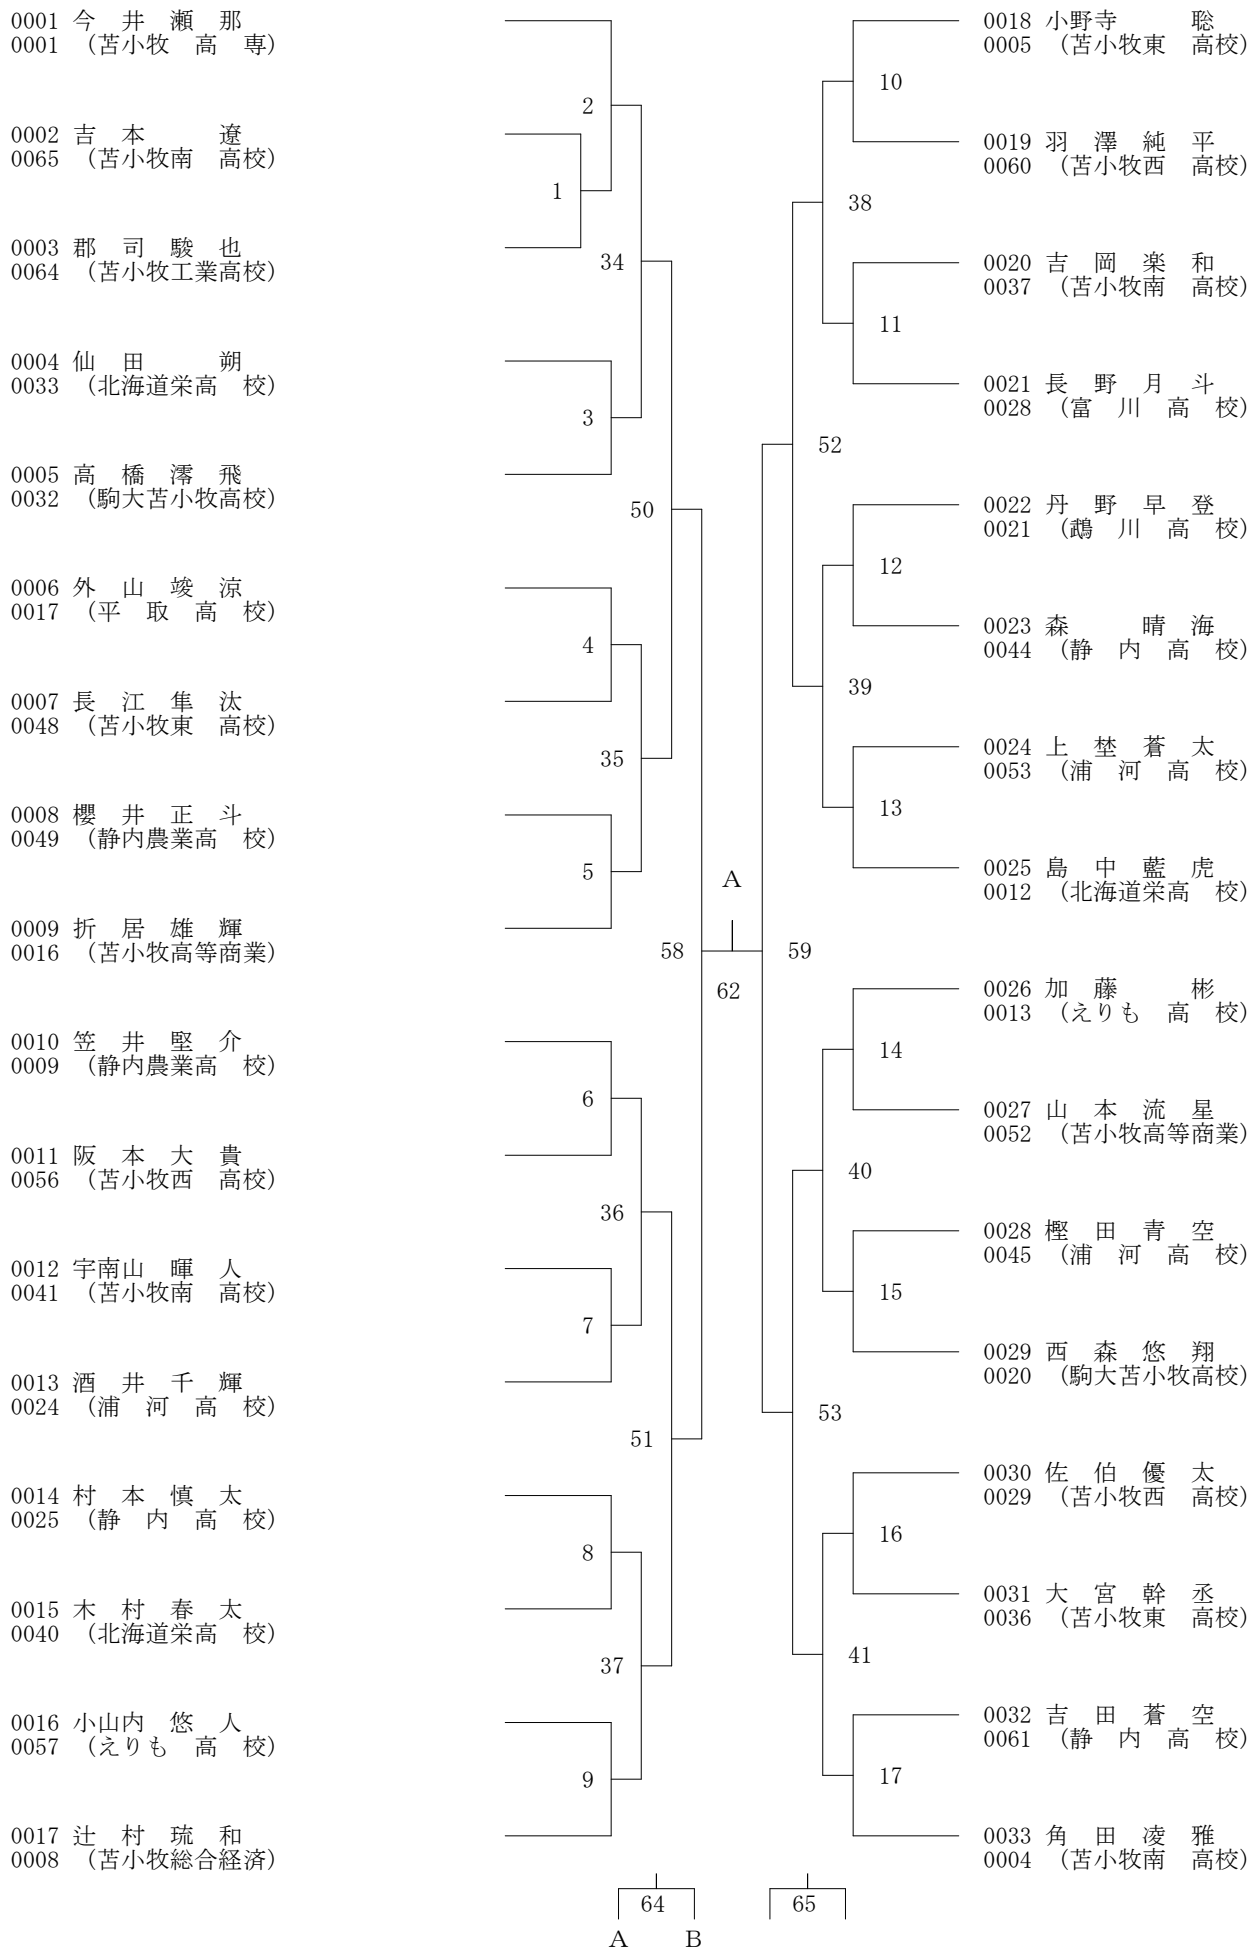 0001 今　井　瀬　那
0001 （苫小牧　高　専）
0002 吉　本　　　遼
0065 （苫小牧南　高校）
0003 郡　司　駿　也
0064 （苫小牧工業高校）
0004 仙　田　　　朔
0033 （北海道栄高　校）
0005 高　橋　澪　飛
0032 （駒大苫小牧高校）
0006 外　山　竣　涼
0017 （平　取　高　校）
0007 長　江　隼　汰
0048 （苫小牧東　高校）
0008 櫻　井　正　斗
0049 （静内農業高　校）
0009 折　居　雄　輝
0016 （苫小牧高等商業）
0010 笠　井　堅　介
0009 （静内農業高　校）
0011 阪　本　大　貴
0056 （苫小牧西　高校）
0012 宇南山　暉　人
0041 （苫小牧南　高校）
0013 酒　井　千　輝
0024 （浦　河　高　校）
0014 村　本　慎　太
0025 （静　内　高　校）
0015 木　村　春　太
0040 （北海道栄高　校）
0016 小山内　悠　人
0057 （えりも　高　校）
0017 辻　村　琉　和
0008 （苫小牧総合経済）
2
1
34
3
50
4
35
5
58
6
36
7
51
8
37
9
A
62
59
10
38
11
52
12
39
13
14
40
15
53
16
41
17
0018 小野寺　　　聡
0005 （苫小牧東　高校）
0019 羽　澤　純　平
0060 （苫小牧西　高校）
0020 吉　岡　楽　和
0037 （苫小牧南　高校）
0021 長　野　月　斗
0028 （富　川　高　校）
0022 丹　野　早　登
0021 （鵡　川　高　校）
0023 森　　　晴　海
0044 （静　内　高　校）
0024 上　埜　蒼　太
0053 （浦　河　高　校）
0025 島　中　藍　虎
0012 （北海道栄高　校）
0026 加　藤　　　彬
0013 （えりも　高　校）
0027 山　本　流　星
0052 （苫小牧高等商業）
0028 樫　田　青　空
0045 （浦　河　高　校）
0029 西　森　悠　翔
0020 （駒大苫小牧高校）
0030 佐　伯　優　太
0029 （苫小牧西　高校）
0031 大　宮　幹　丞
0036 （苫小牧東　高校）
0032 吉　田　蒼　空
0061 （静　内　高　校）
0033 角　田　凌　雅
0004 （苫小牧南　高校）
64
65
A　B